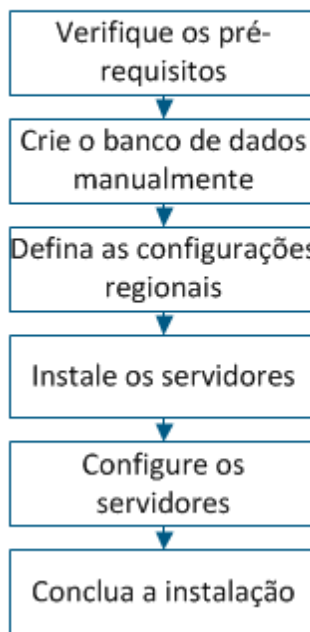 Verifique os pré-
requisitos
Crie o banco de dados
manualmente
Defina as configurações
regionais
Instale os servidores
Configure os
servidores
Conclua a instalação